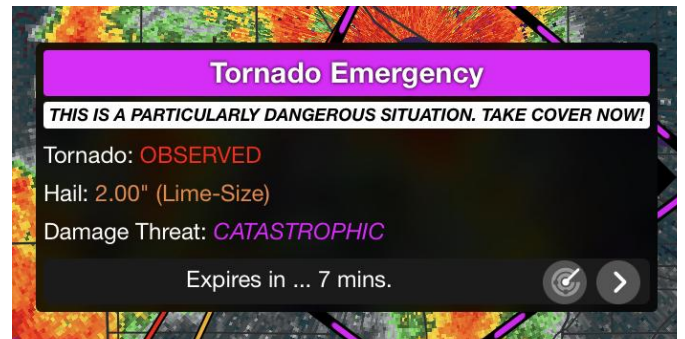 Tornado Emergency
THIS IS A PARTICULARLY DANGEROUS SITUATION. TAKE COVER NOW!
Tornado: OBSERVED
Hail: 2.00" (Lime-Size)
Damage Threat: CATASTROPHIC
Expires in ... 7 mins.